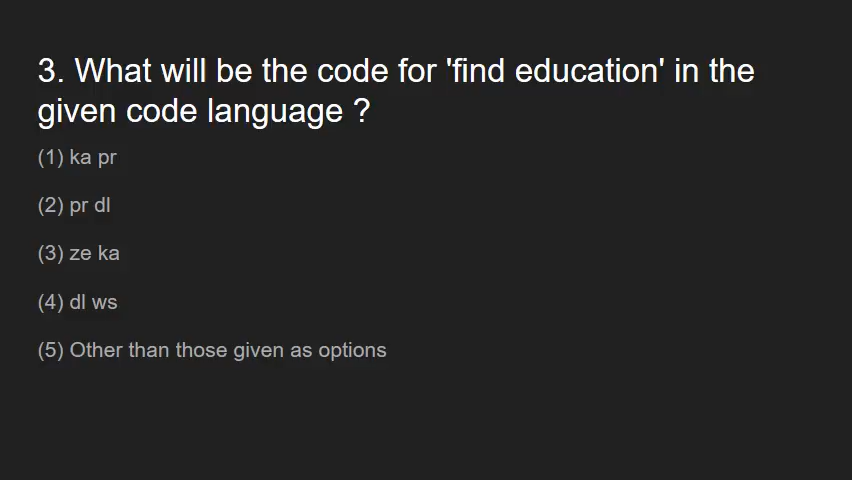 3. What will be the code for 'find education' in the
given code language ?
(1) ka pr
(2) pr dl
(3) ze ka
(4) dl ws
(5) Other than those given as options